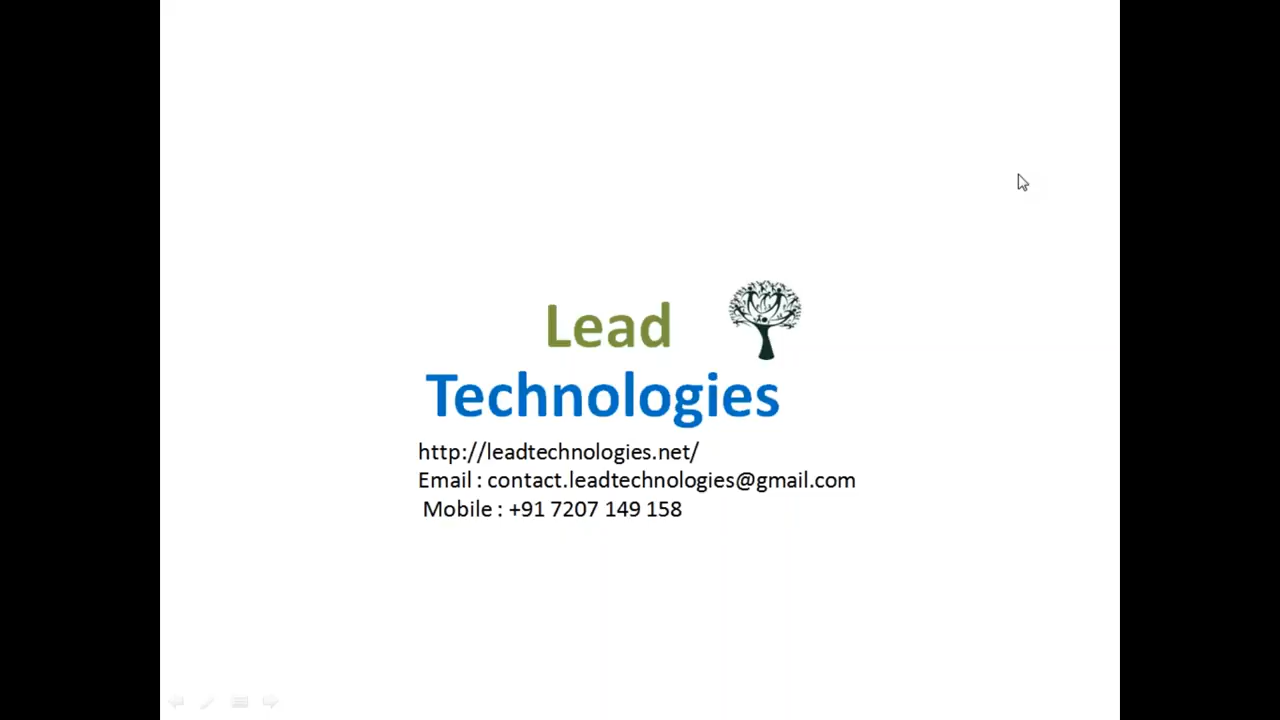 Lead
Technologies
http://leadtechnologies.net/
Email : contact.leadtechnologies@gmail.com
Mobile : +91 7207 149 158